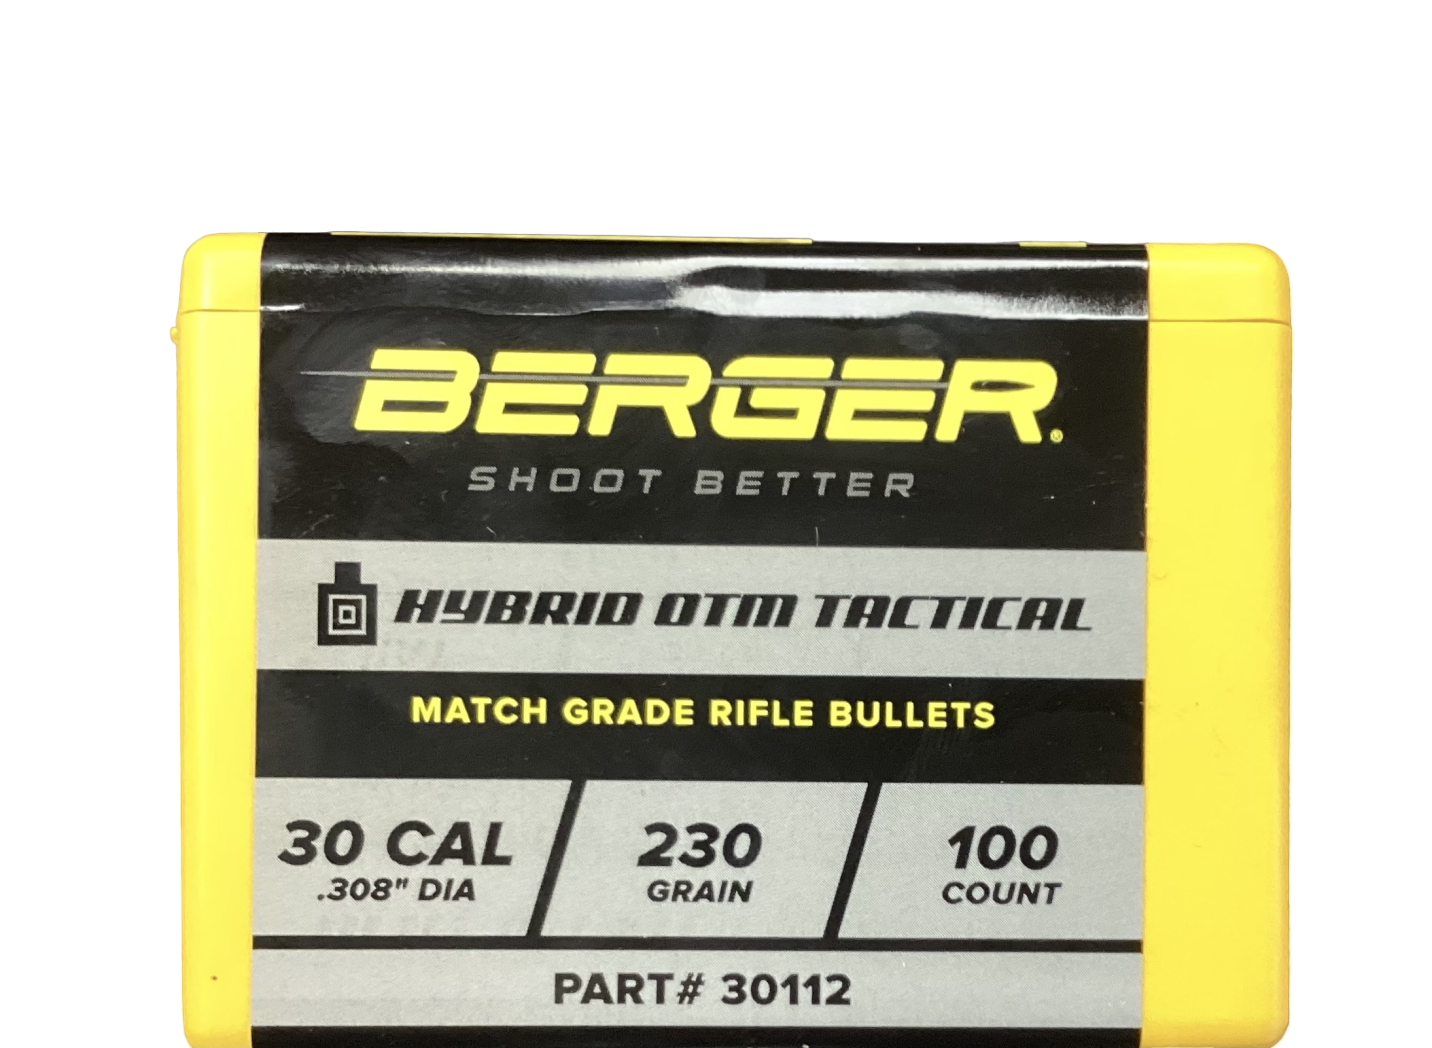 BERGER®
SHOOT BETTER
HYBRID OTM TACTICAL
MATCH GRADE RIFLE BULLETS
30 CAL
.308" DIA
230
GRAIN
100
COUNT
PART# 30112